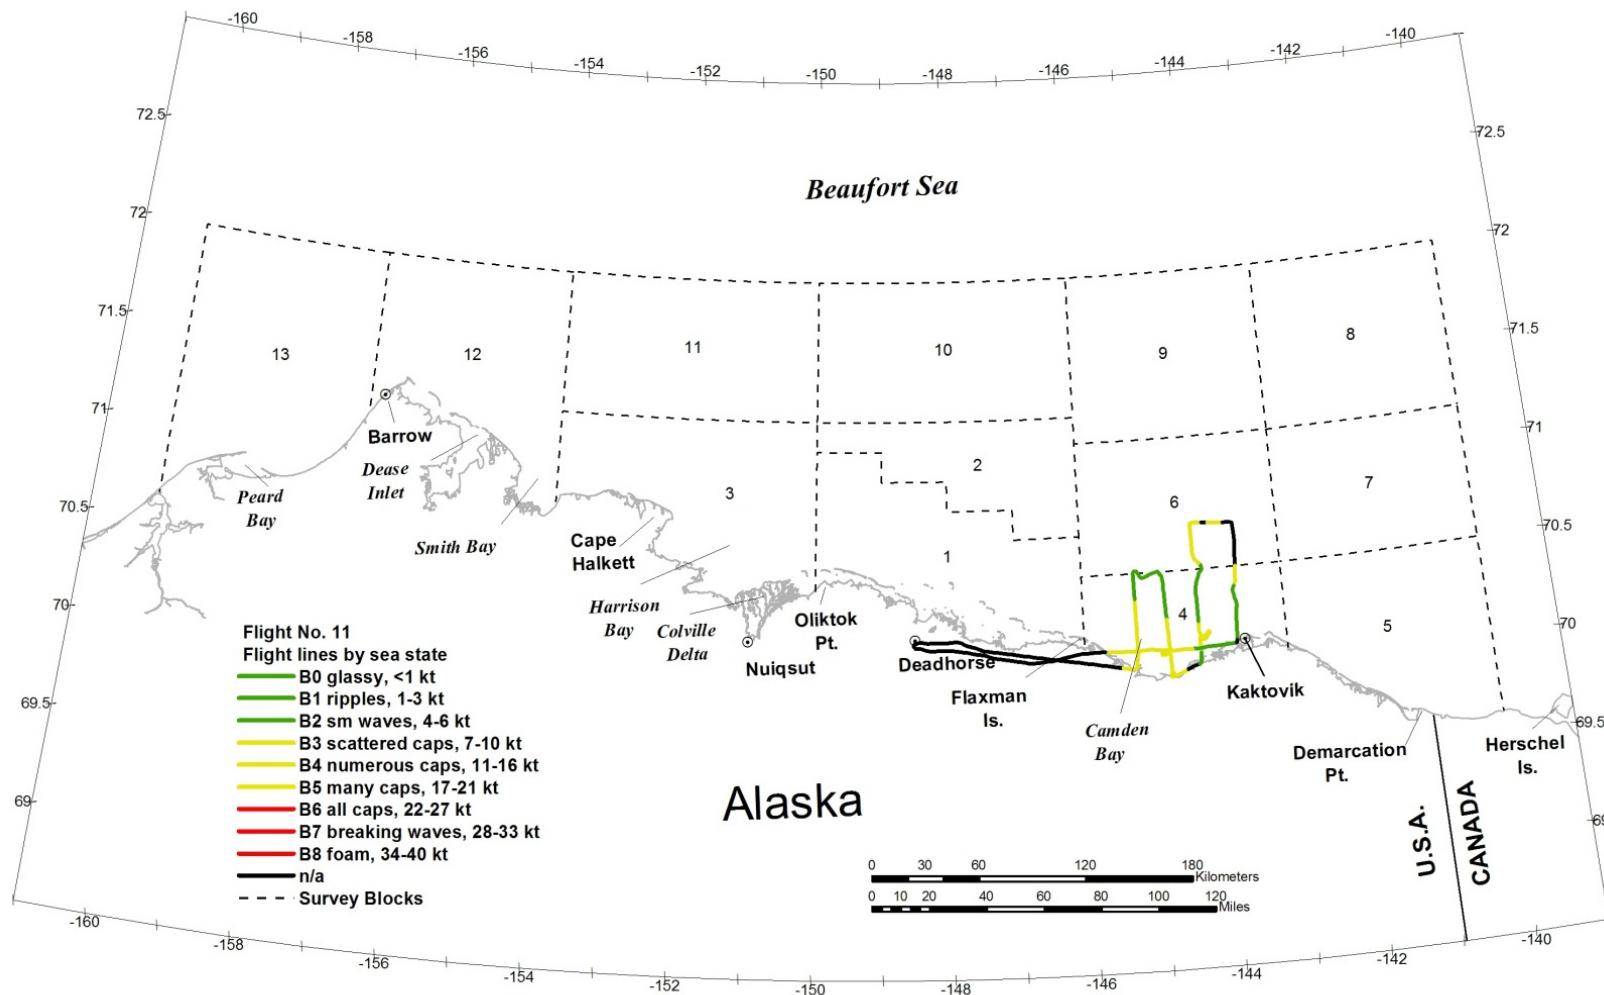 -160
-158
-156
-154
-152
-150
-148
-146
-144
-142
-140
72.5
72.5
72
72
71.5
71.5
71
71
70.5
70.5
70
70
69.5
69.5
69
69
Beaufort Sea
13
12
11
10
9
8
3
2
1
6
7
4
5
Barrow
Dease
Inlet
Peard
Bay
Smith Bay
Cape
Halkett
Harrison
Bay
Colville
Delta
Nuiqsut
Oliktok
Pt.
Deadhorse
Flaxman
Is.
Camden
Bay
Kaktovik
Demarcation
Pt.
Herschel
Is.
Alaska
U.S.A.
CANADA
Flight No. 11
Flight lines by sea state
B0 glassy, <1 kt
B1 ripples, 1-3 kt
B2 sm waves, 4-6 kt
B3 scattered caps, 7-10 kt
B4 numerous caps, 11-16 kt
B5 many caps, 17-21 kt
B6 all caps, 22-27 kt
B7 breaking waves, 28-33 kt
B8 foam, 34-40 kt
n/a
Survey Blocks
0 30 60 120 180
Kilometers
0 10 20 40 60 80 100 120
Miles
-160
-158
-156
-154
-150
-148
-146
-144
-142
-140